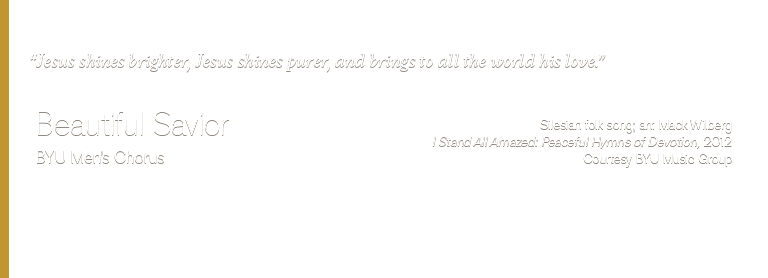 “Jesus shines brighter, Jesus shines purer, and brings to all the world his love.”
Beautiful Savior
BYU Men's Chorus
Silesian folk song; arr. Mack Wilberg
I Stand All Amazed: Peaceful Hymns of Devotion, 2012
Courtesy BYU Music Group